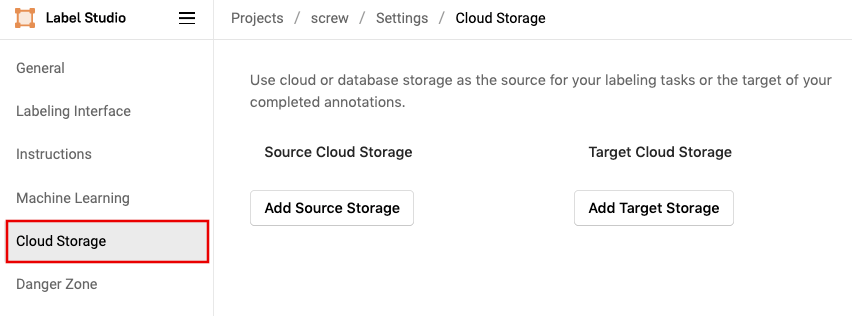 Label Studio
Projects / screw / Settings / Cloud Storage
General
Labeling Interface
Instructions
Machine Learning
Cloud Storage
Danger Zone
Use cloud or database storage as the source for your labeling tasks or the target of your
completed annotations.
Source Cloud Storage
Add Source Storage
Target Cloud Storage
Add Target Storage